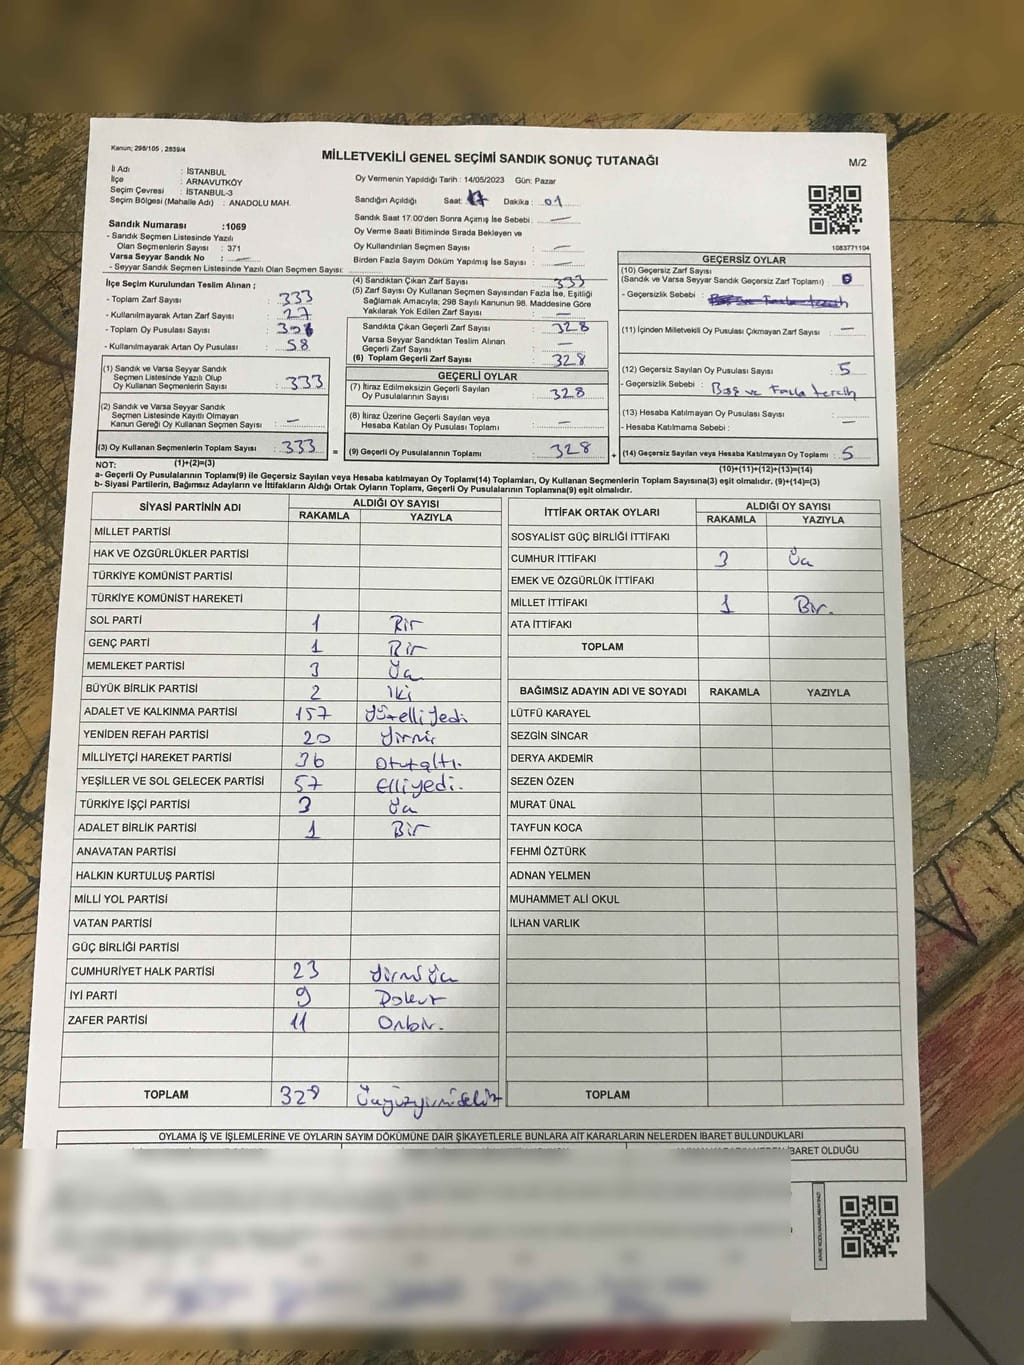 Kanun; 298/105 , 2839/4
MİLLETVEKİLİ GENEL SEÇİMİ SANDIK SONUÇ TUTANAĞI
M/2
İl Adı : İSTANBUL
İlçe : ARNAVUTKÖY
Seçim Çevresi : İSTANBUL-3
Seçim Bölgesi (Mahalle Adı) : ANADOLU MAH.
Sandık Numarası :1069
- Sandık Seçmen Listesinde Yazılı
Olan Seçmenlerin Sayısı : 371
Varsa Seyyar Sandık No : —
- Seyyar Sandık Seçmen Listesinde Yazılı Olan Seçmen Sayısı:
Oy Vermenin Yapıldığı Tarih : 14/05/2023 Gün: Pazar
Sandığın Açıldığı Saat: 17 Dakika: 01
Sandık Saat 17.00'den Sonra Açımış İse Sebebi : —
Oy Verme Saati Bitiminde Sırada Bekleyen ve
Oy Kullandırılan Seçmen Sayısı : —
Birden Fazla Sayım Döküm Yapılmış İse Sayısı : —
1083771104
İlçe Seçim Kurulundan Teslim Alınan ;
- Toplam Zarf Sayısı : 333
- Kullanılmayarak Artan Zarf Sayısı : 27
- Toplam Oy Pusulası Sayısı :
- Kullanılmayarak Artan Oy Pusulası : 58
(1) Sandık ve Varsa Seyyar Sandık
Seçmen Listesinde Yazılı Olup
Oy Kullanan Seçmenlerin Sayısı : 333
(2) Sandık ve Varsa Seyyar Sandık
Seçmen Listesinde Kayıtlı Olmayan
Kanun Gereği Oy Kullanan Seçmen Sayısı : —
(3) Oy Kullanan Seçmenlerin Toplam Sayısı : 333
(1)+(2)=(3)
(4) Sandıktan Çıkan Zarf Sayısı : 333
(5) Zarf Sayısı Oy Kullanan Seçmen Sayısından Fazla İse, Eşitliği
Sağlamak Amacıyla; 298 Sayılı Kanunun 98. Maddesine Göre
Yakılarak Yok Edilen Zarf Sayısı : —
Sandıkta Çıkan Geçerli Zarf Sayısı : 328
Varsa Seyyar Sandıktan Teslim Alınan
Geçerli Zarf Sayısı : —
(6) Toplam Geçerli Zarf Sayısı : 328
GEÇERLİ OYLAR
(7) İtiraz Edilmeksizin Geçerli Sayılan
Oy Pusulalarının Sayısı : 328
(8) İtiraz Üzerine Geçerli Sayılan veya
Hesaba Katılan Oy Pusulası Toplamı : —
= (9) Geçerli Oy Pusulalarının Toplamı : 328
GEÇERSİZ OYLAR
(10) Geçersiz Zarf Sayısı
(Sandık ve Varsa Seyyar Sandık Geçersiz Zarf Toplamı) : 0
- Geçersizlik Sebebi :
(11) İçinden Milletvekili Oy Pusulası Çıkmayan Zarf Sayısı : —
(12) Geçersiz Sayılan Oy Pusulası Sayısı : 5
- Geçersizlik Sebebi : Boş ve Fazla tercih
(13) Hesaba Katılmayan Oy Pusulası Sayısı :
- Hesaba Katılmama Sebebi : —
+ (14) Geçersiz Sayılan veya Hesaba Katılmayan Oy Toplamı : 5
(10)+(11)+(12)+(13)=(14)
NOT:
a- Geçerli Oy Pusulalarının Toplamı(9) ile Geçersiz Sayılan veya Hesaba katılmayan Oy Toplamı(14) Toplamları, Oy Kullanan Seçmenlerin Toplam Sayısına(3) eşit olmalıdır. (9)+(14)=(3)
b- Siyasi Partilerin, Bağımsız Adayların ve İttifakların Aldığı Ortak Oyların Toplamı, Geçerli Oy Pusulalarının Toplamına(9) eşit olmalıdır.
SİYASİ PARTİNİN ADI ALDIĞI OY SAYISI
RAKAMLA YAZIYLA
MİLLET PARTİSİ
HAK VE ÖZGÜRLÜKLER PARTİSİ
TÜRKİYE KOMÜNİST PARTİSİ
TÜRKİYE KOMÜNİST HAREKETİ
SOL PARTİ 1 Bir
GENÇ PARTİ 1 Bir
MEMLEKET PARTİSİ 3 Üç
BÜYÜK BİRLİK PARTİSİ 2 İki
ADALET VE KALKINMA PARTİSİ 157 Yüzelliyedi
YENİDEN REFAH PARTİSİ 20 Yirmi
MİLLİYETÇİ HAREKET PARTİSİ 36 Otuzaltı.
YEŞİLLER VE SOL GELECEK PARTİSİ 57 Elliyedi.
TÜRKİYE İŞÇİ PARTİSİ 3 Üç
ADALET BİRLİK PARTİSİ 1 Bir
ANAVATAN PARTİSİ
HALKIN KURTULUŞ PARTİSİ
MİLLİ YOL PARTİSİ
VATAN PARTİSİ
GÜÇ BİRLİĞİ PARTİSİ
CUMHURİYET HALK PARTİSİ 23 Yirmiüç
İYİ PARTİ 9 Dokuz
ZAFER PARTİSİ 11 Onbir.
TOPLAM 328 Üçyüzyirmisekiz
İTTİFAK ORTAK OYLARI ALDIĞI OY SAYISI
RAKAMLA YAZIYLA
SOSYALİST GÜÇ BİRLİĞİ İTTİFAKI
CUMHUR İTTİFAKI 3 Üç
EMEK VE ÖZGÜRLÜK İTTİFAKI
MİLLET İTTİFAKI 1 Bir.
ATA İTTİFAKI
TOPLAM
BAĞIMSIZ ADAYIN ADI VE SOYADI RAKAMLA YAZIYLA
LÜTFÜ KARAYEL
SEZGİN SİNCAR
DERYA AKDEMİR
SEZEN ÖZEN
MURAT ÜNAL
TAYFUN KOCA
FEHMİ ÖZTÜRK
ADNAN YELMEN
MUHAMMET ALİ OKUL
İLHAN VARLIK
TOPLAM
OYLAMA İŞ VE İŞLEMLERİNE VE OYLARIN SAYIM DÖKÜMÜNE DAİR ŞİKAYETLERLE BUNLARA AİT KARARLARIN NELERDEN İBARET BULUNDUKLARI
İBARET OLDUĞU